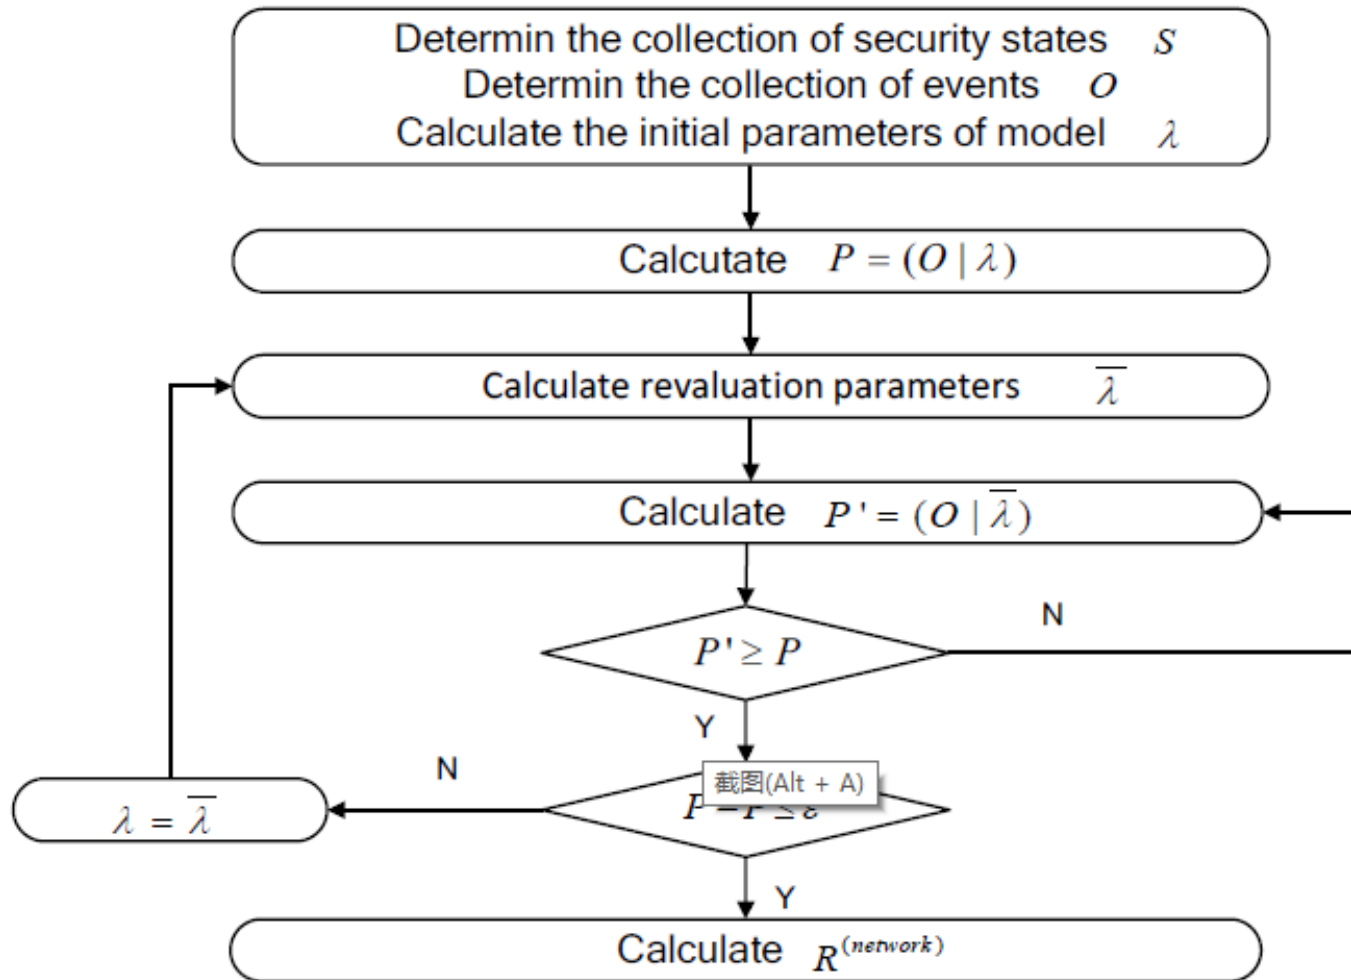 Determin the collection of security states S
Determin the collection of events O
Calculate the initial parameters of model λ
Calcutate P = (O | λ)
Calculate revaluation parameters λ̅
Calculate P ' = (O | λ̅)
P ' ≥ P
N
Y
截图(Alt + A)
N
λ = λ̅
Y
Calculate R^(network)